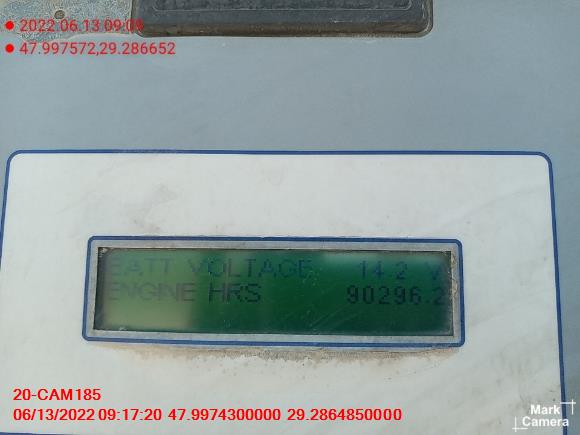 2022.06.13 09:09
47.997572,29.286652
BATT VOLTAGE 14.2 V
ENGINE HRS 90296.2
20-CAM185
06/13/2022 09:17:20 47.9974300000 29.2864850000
Mark
Camera